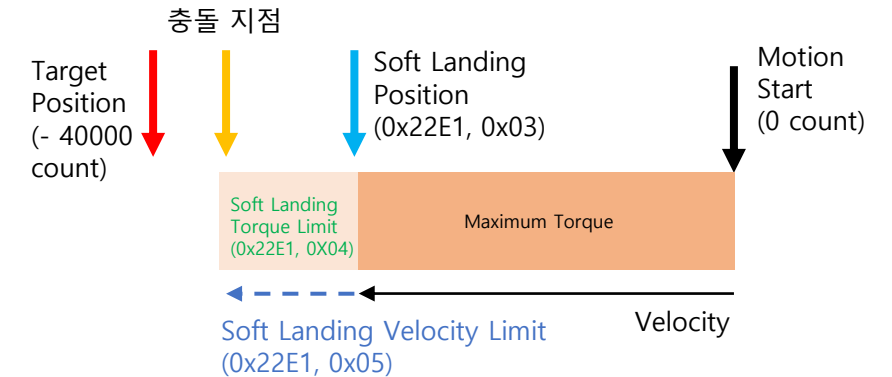 충돌 지점
Target
Position
(- 40000
count)
Soft Landing
Position
(0x22E1, 0x03)
Motion
Start
(0 count)
Soft Landing
Torque Limit
(0x22E1, 0X04)
Maximum Torque
Soft Landing Velocity Limit
(0x22E1, 0x05)
Velocity